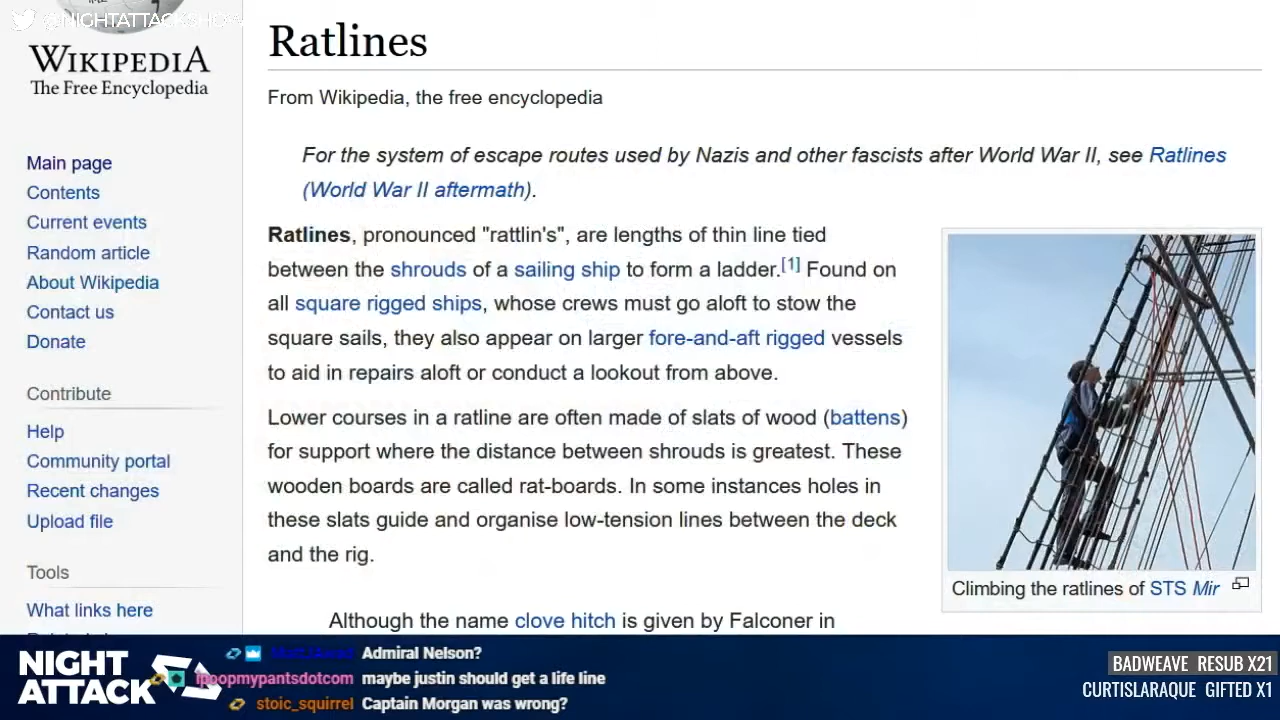 @NIGHTATTACKSHOW
WIKIPEDIA
The Free Encyclopedia
Main page
Contents
Current events
Random article
About Wikipedia
Contact us
Donate
Contribute
Help
Community portal
Recent changes
Upload file
Tools
What links here
Ratlines
From Wikipedia, the free encyclopedia
For the system of escape routes used by Nazis and other fascists after World War II, see Ratlines
(World War II aftermath).
Ratlines, pronounced "rattlin's", are lengths of thin line tied
between the shrouds of a sailing ship to form a ladder.[1] Found on
all square rigged ships, whose crews must go aloft to stow the
square sails, they also appear on larger fore-and-aft rigged vessels
to aid in repairs aloft or conduct a lookout from above.
Lower courses in a ratline are often made of slats of wood (battens)
for support where the distance between shrouds is greatest. These
wooden boards are called rat-boards. In some instances holes in
these slats guide and organise low-tension lines between the deck
and the rig.
Although the name clove hitch is given by Falconer in
Climbing the ratlines of STS Mir
NIGHT
ATTACK
Admiral Nelson?
ipoopmypantsdotcom maybe justin should get a life line
stoic_squirrel Captain Morgan was wrong?
BADWEAVE RESUB X21
CURTISLARAQUE GIFTED X1